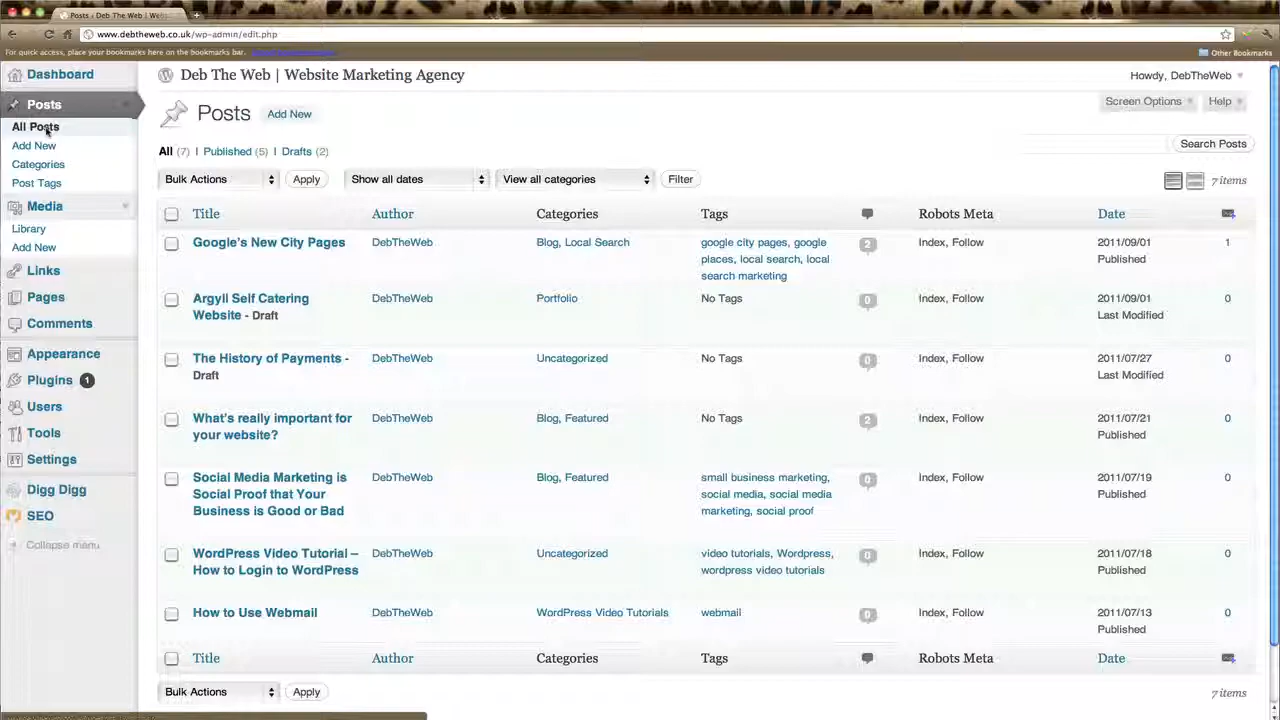 Posts ‹ Deb The Web | Webs
www.debtheweb.co.uk/wp-admin/edit.php
For quick access, place your bookmarks here on the bookmarks bar.
Other Bookmarks
Dashboard
Posts
All Posts
Add New
Categories
Post Tags
Media
Library
Add New
Links
Pages
Comments
Appearance
Plugins 1
Users
Tools
Settings
Digg Digg
SEO
Collapse menu
Deb The Web | Website Marketing Agency
Howdy, DebTheWeb
Screen Options
Help
Posts
Add New
All (7) | Published (5) | Drafts (2)
Search Posts
Bulk Actions
Apply
Show all dates
View all categories
Filter
7 items
Title Author Categories Tags Robots Meta Date
Google's New City Pages
DebTheWeb
Blog, Local Search
google city pages, google
places, local search, local
search marketing
2
Index, Follow
2011/09/01
Published
1
Argyll Self Catering
Website - Draft
DebTheWeb
Portfolio
No Tags
0
Index, Follow
2011/09/01
Last Modified
0
The History of Payments -
Draft
DebTheWeb
Uncategorized
No Tags
0
Index, Follow
2011/07/27
Last Modified
0
What's really important for
your website?
DebTheWeb
Blog, Featured
No Tags
2
Index, Follow
2011/07/21
Published
0
Social Media Marketing is
Social Proof that Your
Business is Good or Bad
DebTheWeb
Blog, Featured
small business marketing,
social media, social media
marketing, social proof
0
Index, Follow
2011/07/19
Published
0
WordPress Video Tutorial –
How to Login to WordPress
DebTheWeb
Uncategorized
video tutorials, Wordpress,
wordpress video tutorials
0
Index, Follow
2011/07/18
Published
0
How to Use Webmail
DebTheWeb
WordPress Video Tutorials
webmail
0
Index, Follow
2011/07/13
Published
0
Title Author Categories Tags Robots Meta Date
Bulk Actions
Apply
7 items